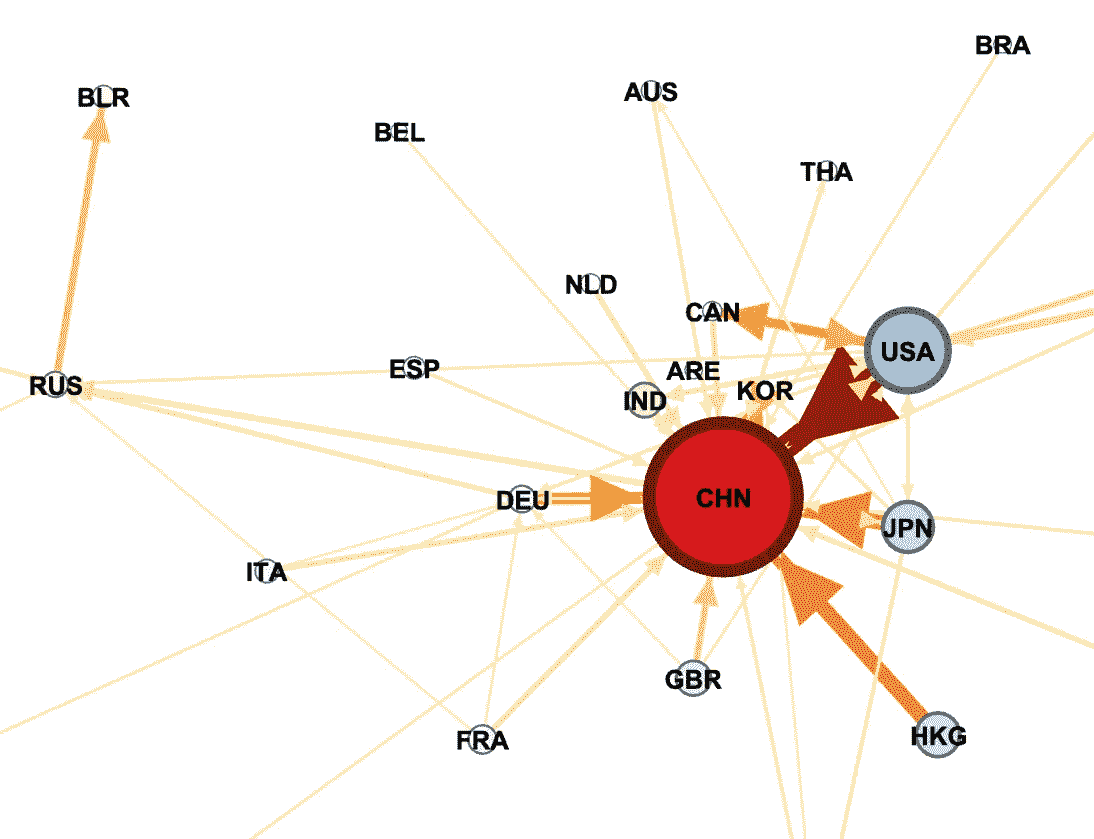 BRA
BLR
AUS
BEL
THA
NLD
CAN
USA
ESP
ARE
RUS
KOR
IND
DEU
CHN
JPN
ITA
GBR
FRA
HKG